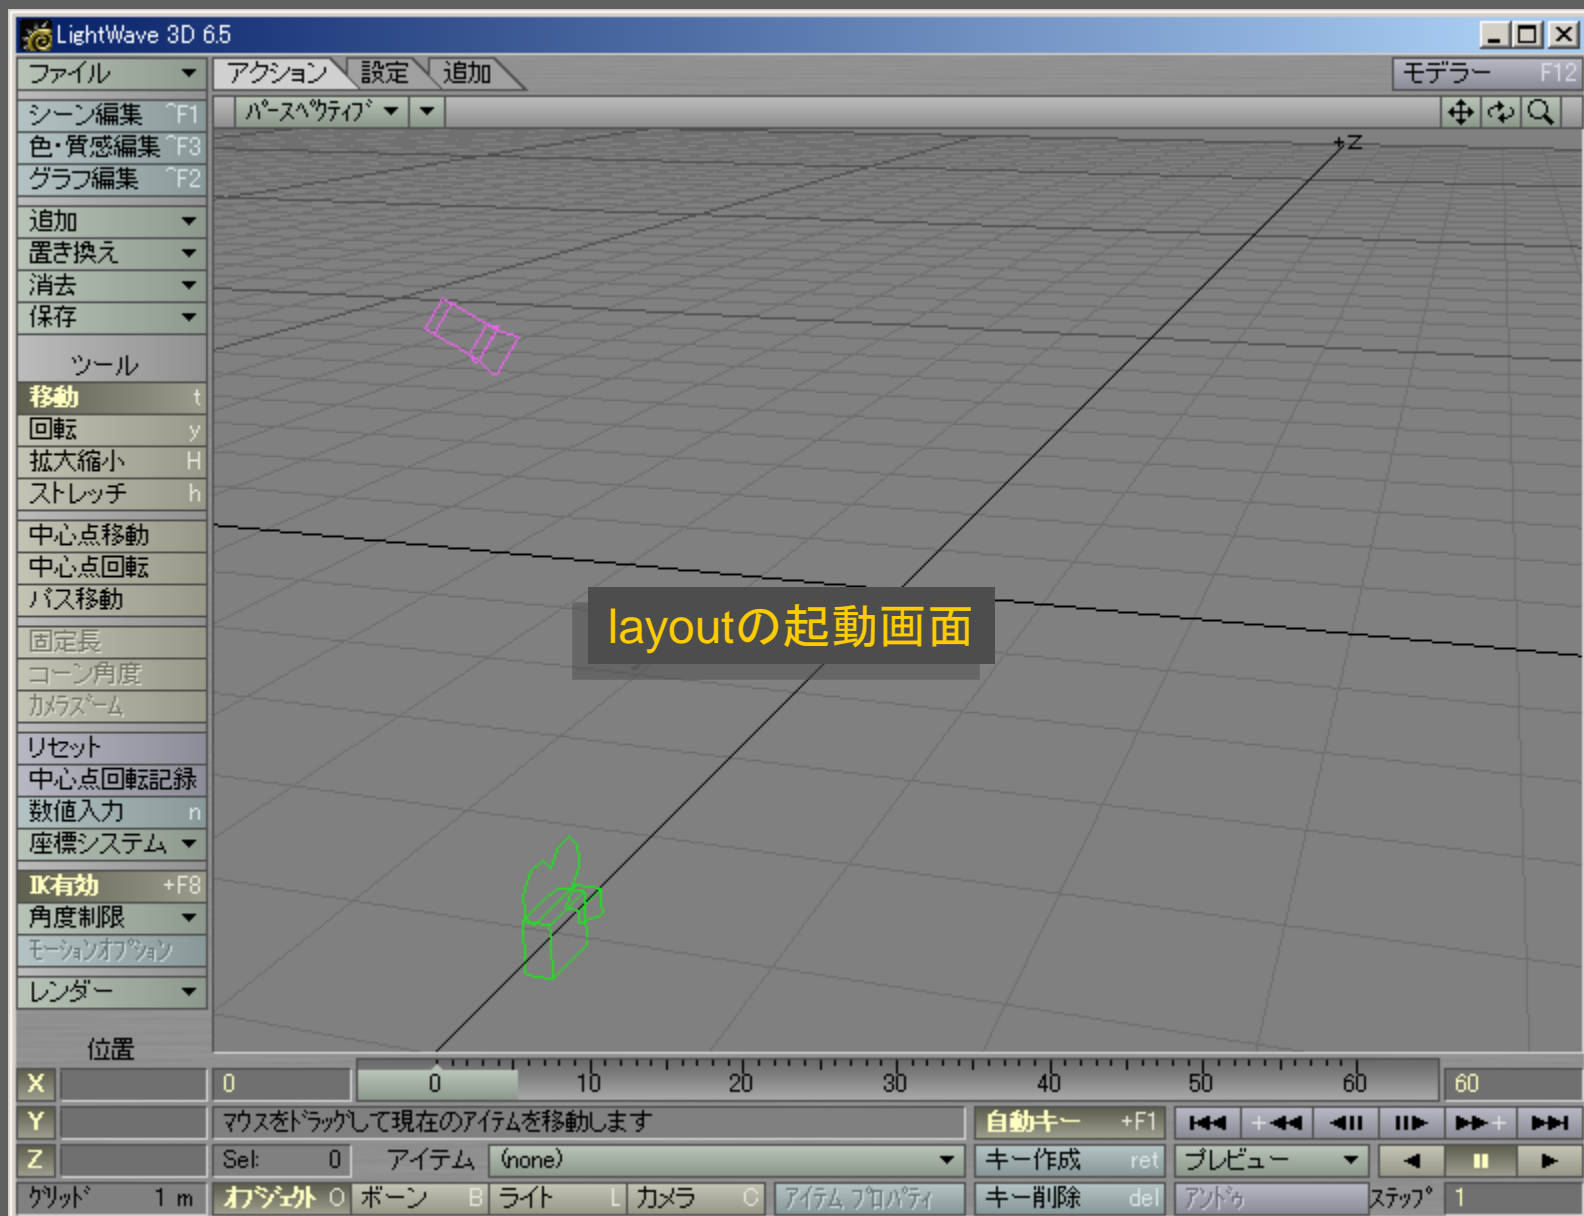 LightWave 3D 6.5
ファイル
アクション
設定
追加
モデラー F12
シーン編集 ^F1
パースペクティブ
色・質感編集 ^F3
グラフ編集 ^F2
+Z
追加
置き換え
消去
保存
ツール
移動 t
回転 y
拡大縮小 H
ストレッチ h
中心点移動
中心点回転
パス移動
layoutの起動画面
固定長
コーン角度
カメラズーム
リセット
中心点回転記録
数値入力 n
座標システム
IK有効 +F8
角度制限
モーションオプション
レンダー
位置
X
0
0 10 20 30 40 50 60
60
Y
マウスをドラッグして現在のアイテムを移動します
自動キー +F1
Z
Sel: 0
アイテム (none)
キー作成 ret
プレビュー
グリッド 1 m
オブジェクト O
ボーン B
ライト L
カメラ C
アイテム プロパティ
キー削除 del
アンドゥ
ステップ 1